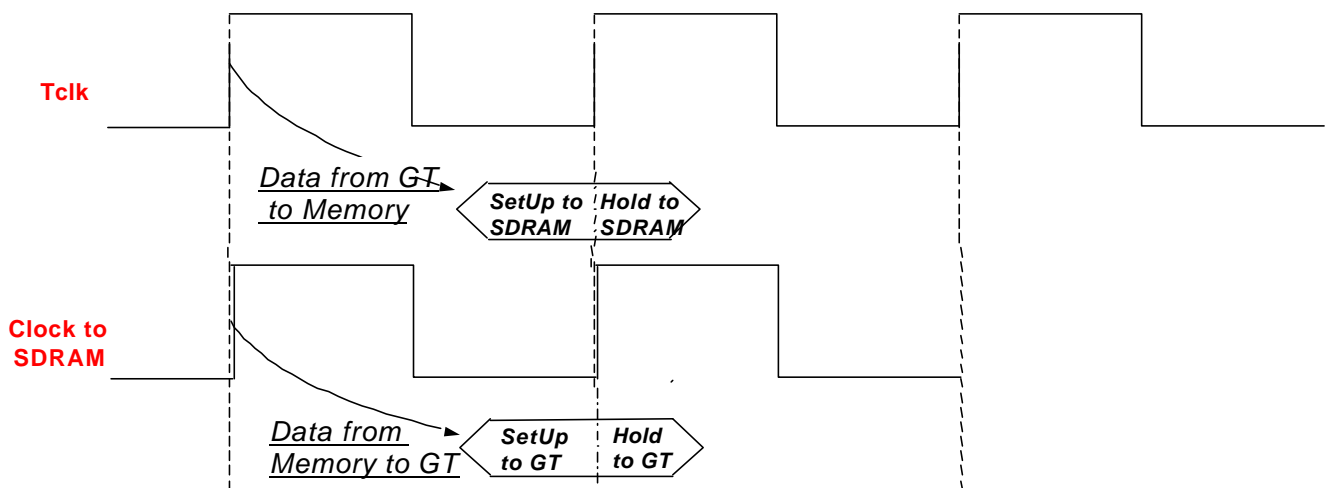 Tclk
Data from GT
to Memory
SetUp to
SDRAM
Hold to
SDRAM
Clock to
SDRAM
Data from
Memory to GT
SetUp
to GT
Hold
to GT